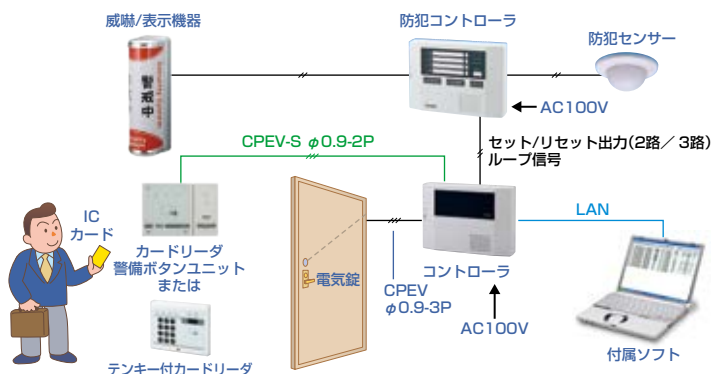 威嚇/表示機器
防犯コントローラ
防犯センサー
警戒中
AC100V
CPEV-S φ0.9-2P
セット/リセット出力(2路／3路)
ループ信号
IC
カード
LAN
カードリーダ
警備ボタンユニット
または
電気錠
コントローラ
CPEV
φ0.9-3P
AC100V
テンキー付カードリーダ
付属ソフト